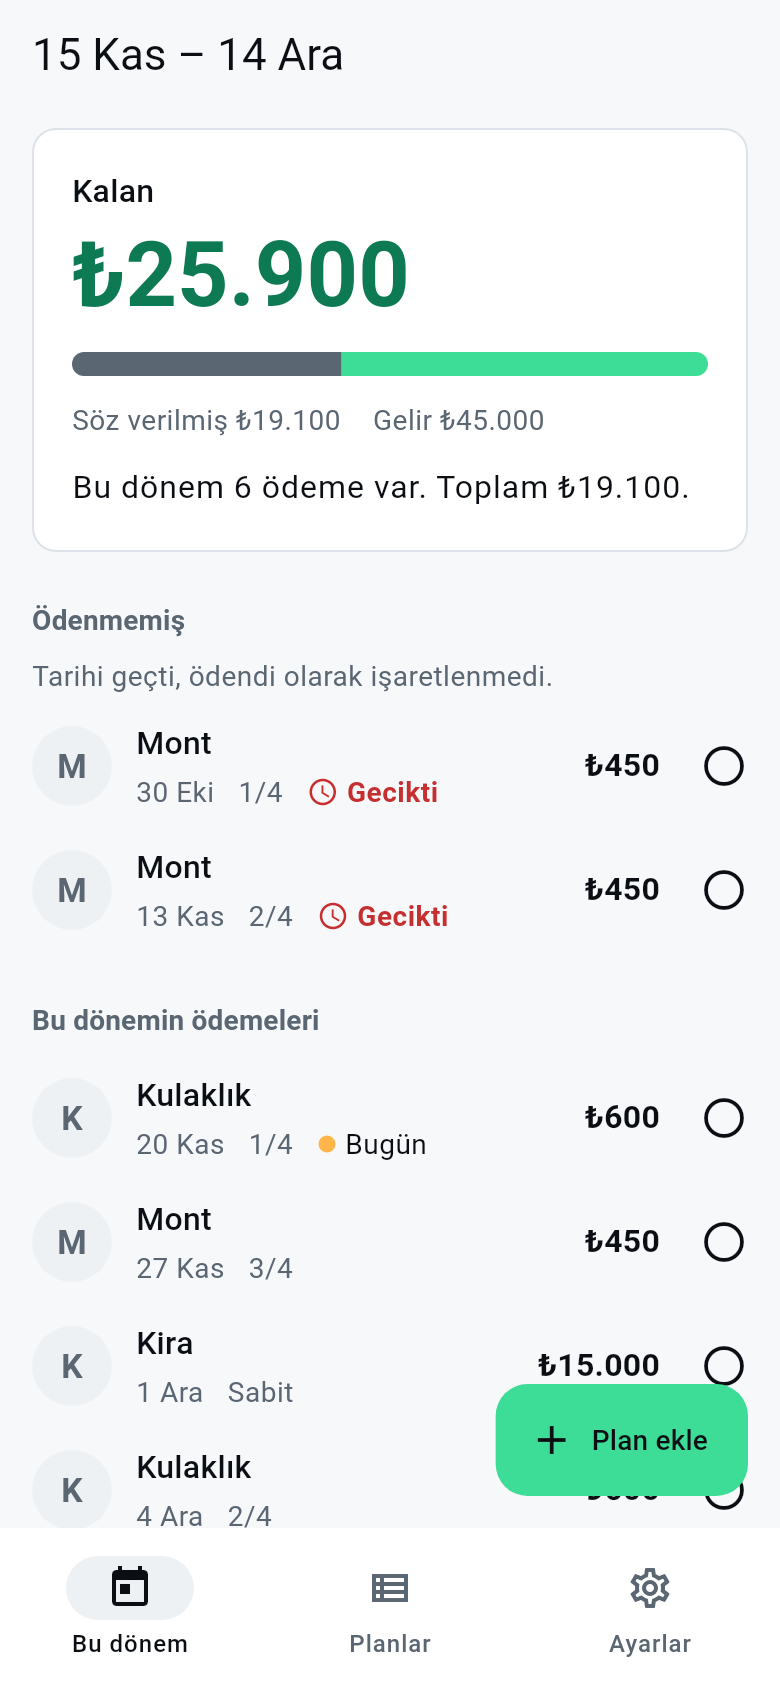 15 Kas – 14 Ara
Kalan
₺25.900
Söz verilmiş ₺19.100 Gelir ₺45.000
Bu dönem 6 ödeme var. Toplam ₺19.100.
Ödenmemiş
Tarihi geçti, ödendi olarak işaretlenmedi.
M
Mont
30 Eki 1/4 Gecikti
₺450
M
Mont
13 Kas 2/4 Gecikti
₺450
Bu dönemin ödemeleri
K
Kulaklık
20 Kas 1/4 Bugün
₺600
M
Mont
27 Kas 3/4
₺450
K
Kira
1 Ara Sabit
₺15.000
K
Kulaklık
4 Ara 2/4
Plan ekle
Bu dönem
Planlar
Ayarlar